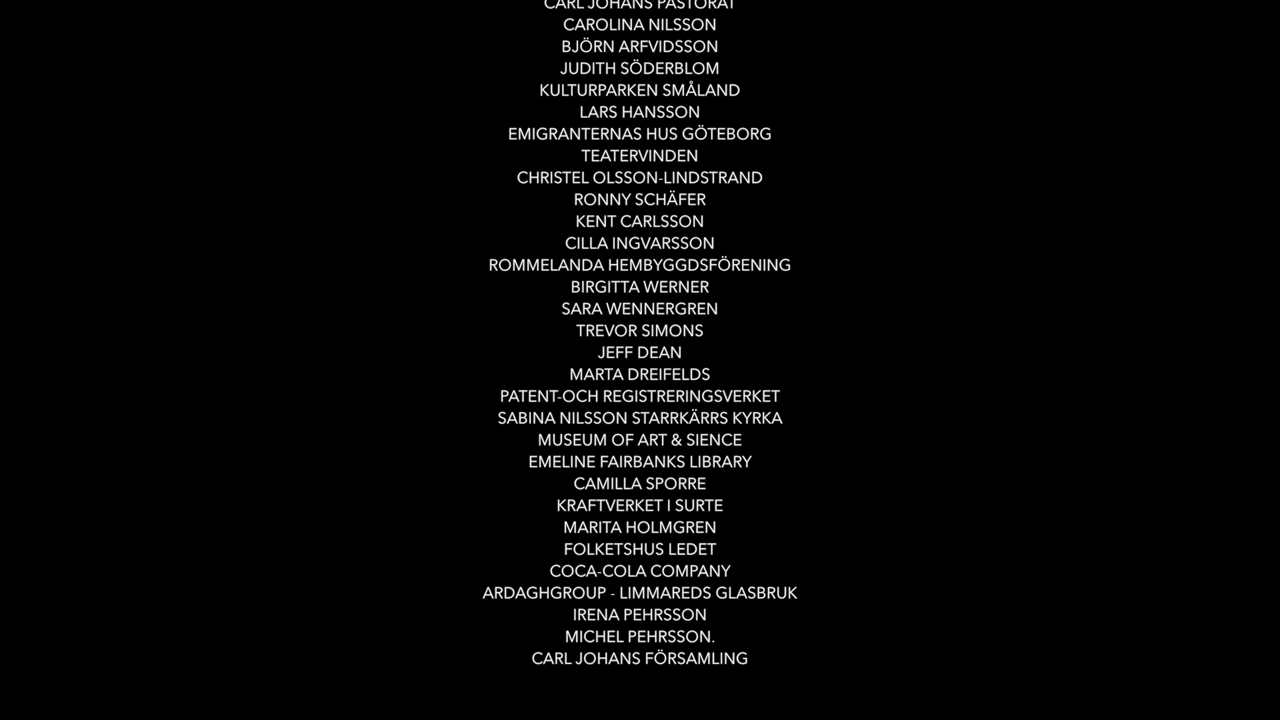 CARL JOHANS PASTORAT
CAROLINA NILSSON
BJÖRN ARFVIDSSON
JUDITH SÖDERBLOM
KULTURPARKEN SMÅLAND
LARS HANSSON
EMIGRANTERNAS HUS GÖTEBORG
TEATERVINDEN
CHRISTEL OLSSON-LINDSTRAND
RONNY SCHÄFER
KENT CARLSSON
CILLA INGVARSSON
ROMMELANDA HEMBYGGDSFÖRENING
BIRGITTA WERNER
SARA WENNERGREN
TREVOR SIMONS
JEFF DEAN
MARTA DREIFELDS
PATENT-OCH REGISTRERINGSVERKET
SABINA NILSSON STARRKÄRRS KYRKA
MUSEUM OF ART & SIENCE
EMELINE FAIRBANKS LIBRARY
CAMILLA SPORRE
KRAFTVERKET I SURTE
MARITA HOLMGREN
FOLKETSHUS LEDET
COCA-COLA COMPANY
ARDAGHGROUP - LIMMAREDS GLASBRUK
IRENA PEHRSSON
MICHEL PEHRSSON.
CARL JOHANS FÖRSAMLING